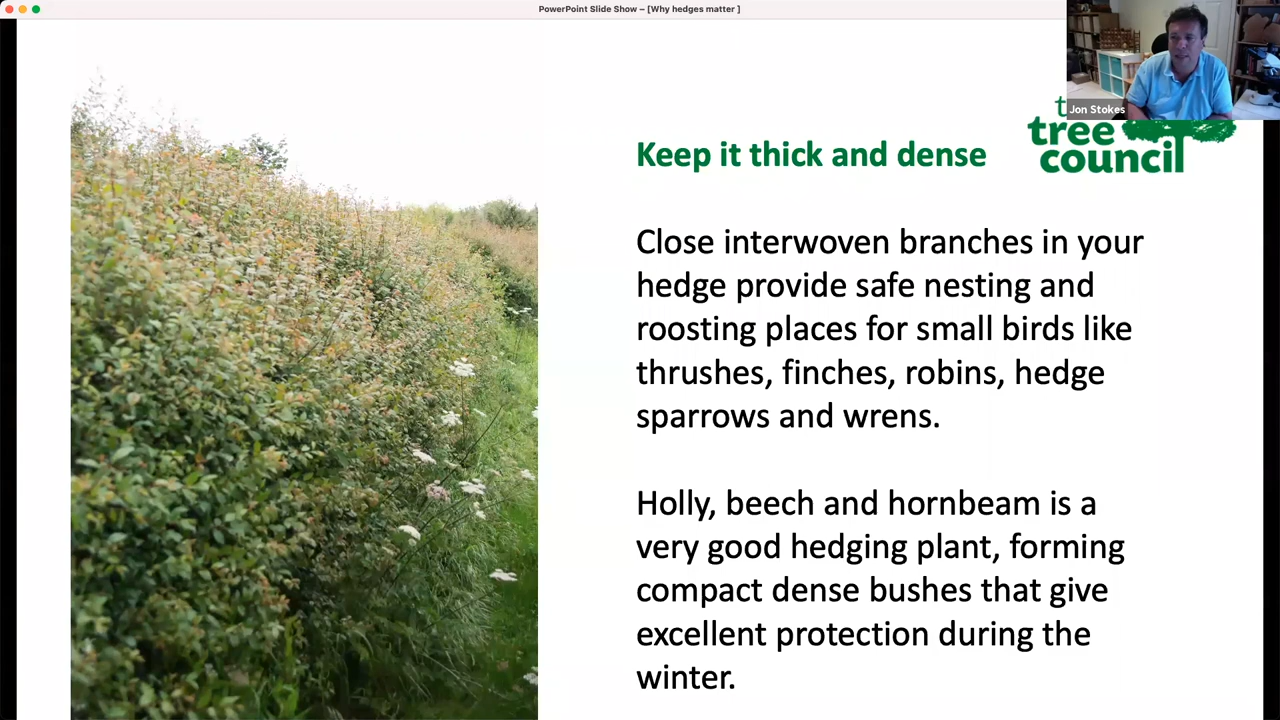 PowerPoint Slide Show – [Why hedges matter ]
Jon Stokes
tree
council
Keep it thick and dense
Close interwoven branches in your
hedge provide safe nesting and
roosting places for small birds like
thrushes, finches, robins, hedge
sparrows and wrens.
Holly, beech and hornbeam is a
very good hedging plant, forming
compact dense bushes that give
excellent protection during the
winter.